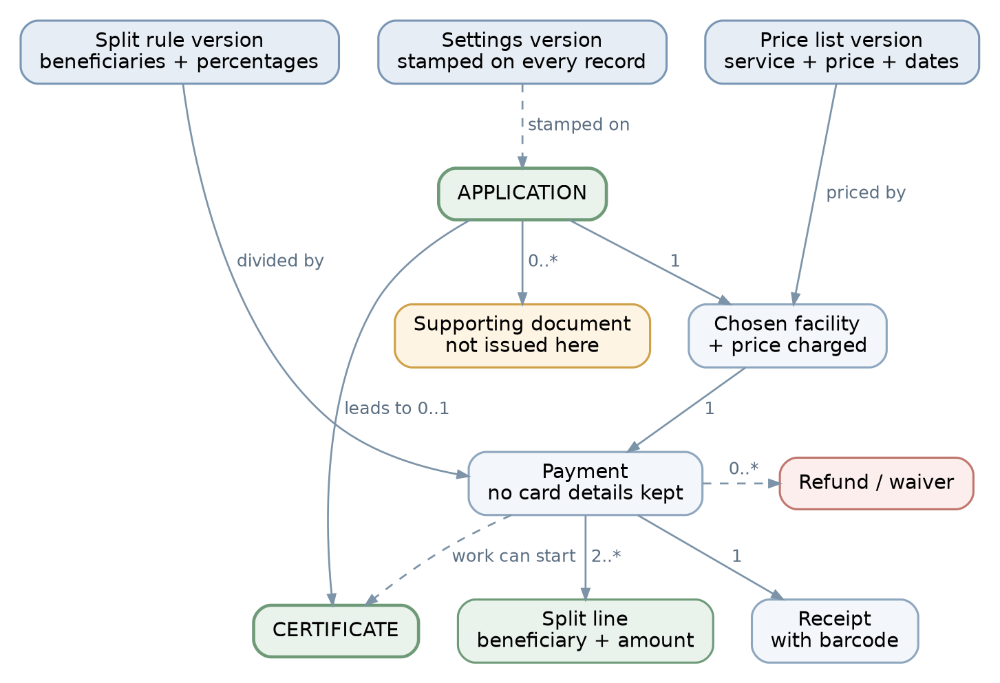 Split rule version
beneficiaries + percentages
Settings version
stamped on every record
Price list version
service + price + dates
stamped on
APPLICATION
priced by
divided by
0..*
1
Supporting document
not issued here
Chosen facility
+ price charged
leads to 0..1
1
Payment
no card details kept
0..*
Refund / waiver
work can start
2..*
1
CERTIFICATE
Split line
beneficiary + amount
Receipt
with barcode